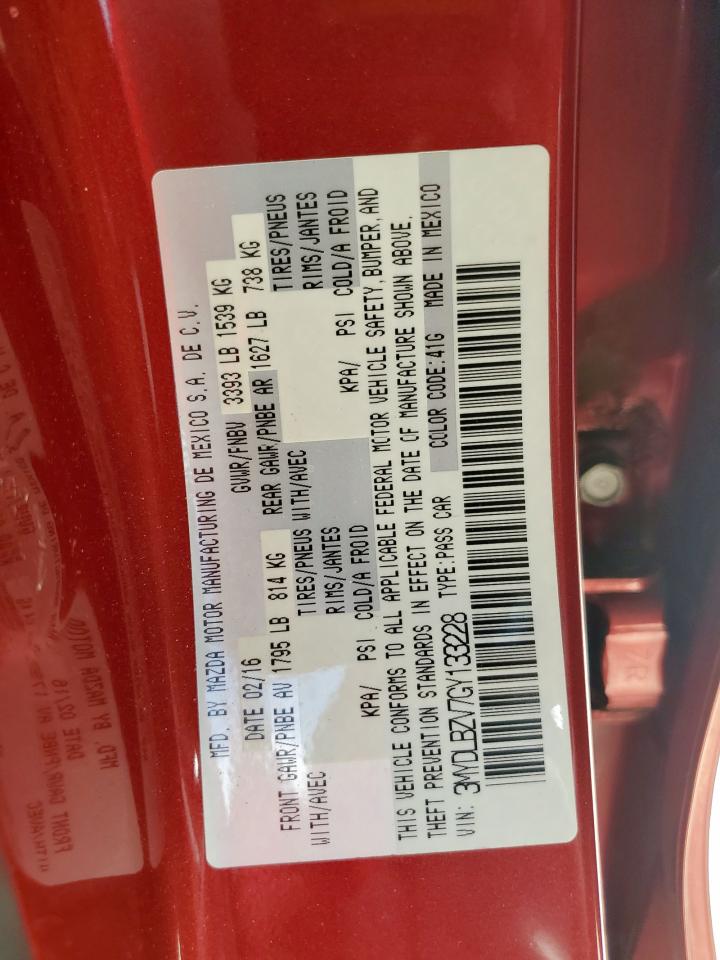 MFD. BY MAZDA MOTOR MANUFACTURING DE MEXICO S.A. DE C.V.
DATE 02/16 GVWR/FNBV 3393 LB 1539 KG
FRONT GAWR/PNBE AV 1795 LB 814 KG REAR GAWR/PNBE AR 1627 LB 738 KG
WITH/AVEC TIRES/PNEUS WITH/AVEC TIRES/PNEUS
RIMS/JANTES RIMS/JANTES
KPA/ PSI COLD/A FROID KPA/ PSI COLD/A FROID
THIS VEHICLE CONFORMS TO ALL APPLICABLE FEDERAL MOTOR VEHICLE SAFETY, BUMPER, AND
THEFT PREVENTION STANDARDS IN EFFECT ON THE DATE OF MANUFACTURE SHOWN ABOVE.
VIN: 3MYDLBZV7GY133228 TYPE:PASS CAR COLOR CODE:41G MADE IN MEXICO